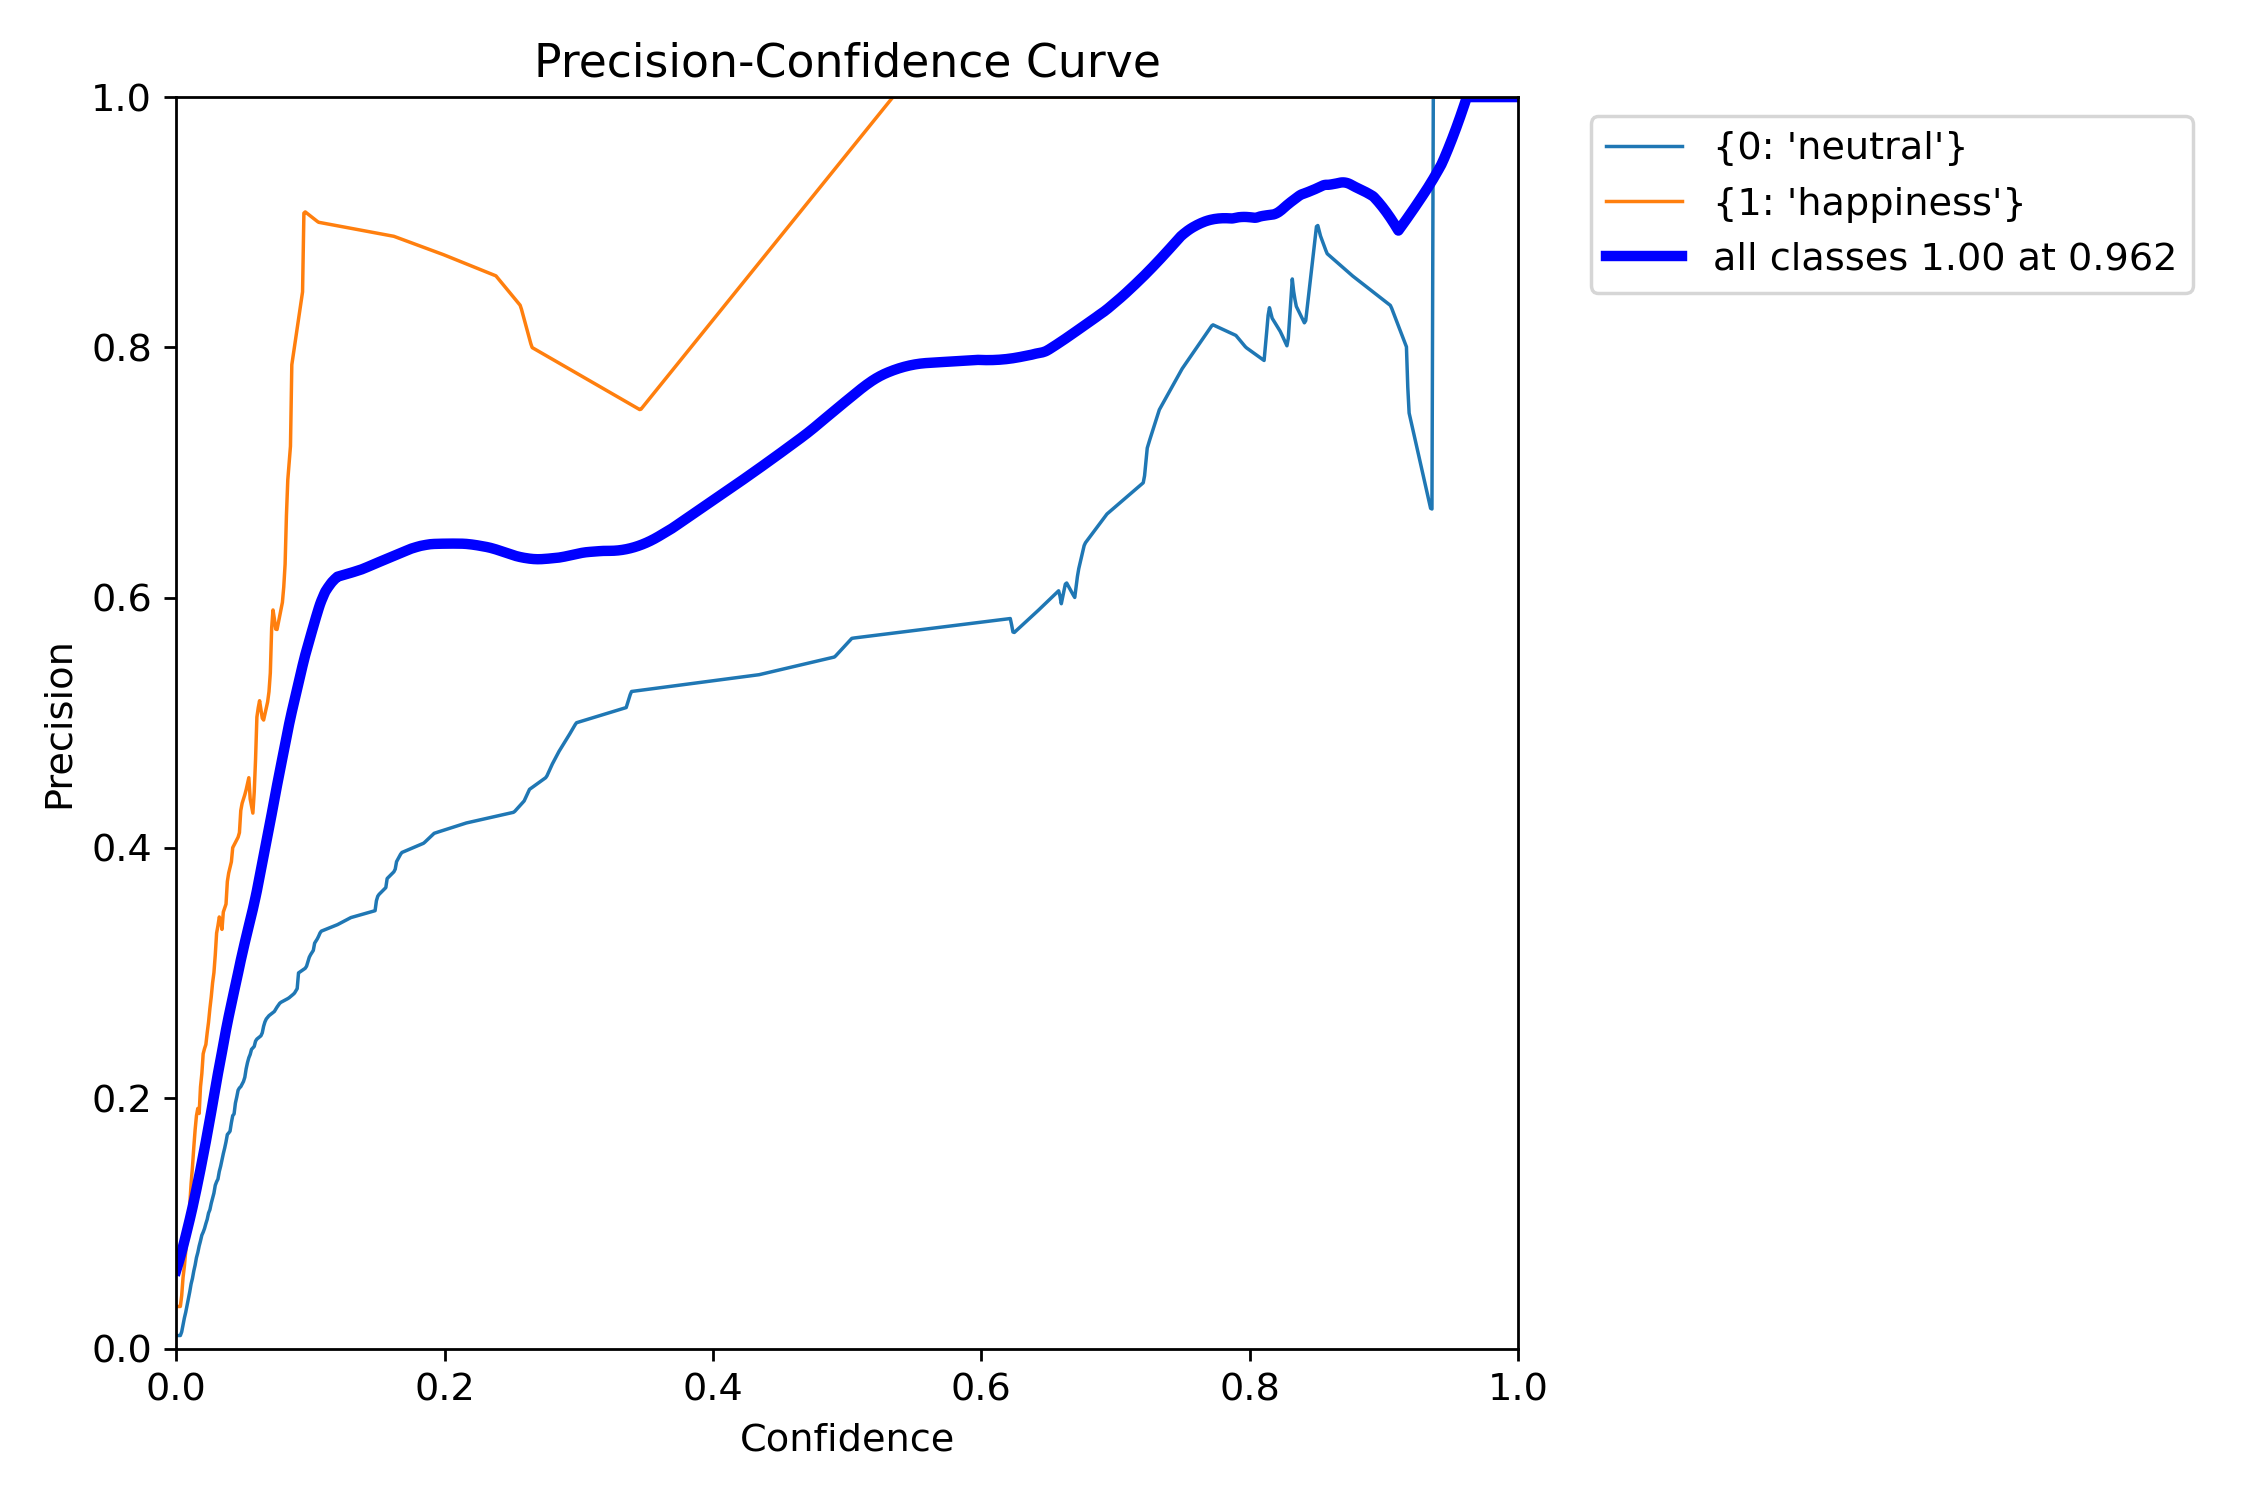 Precision-Confidence Curve
1.0
0.8
0.6
0.4
0.2
0.0
Precision
0.0 0.2 0.4 0.6 0.8 1.0
Confidence
{0: 'neutral'}
{1: 'happiness'}
all classes 1.00 at 0.962